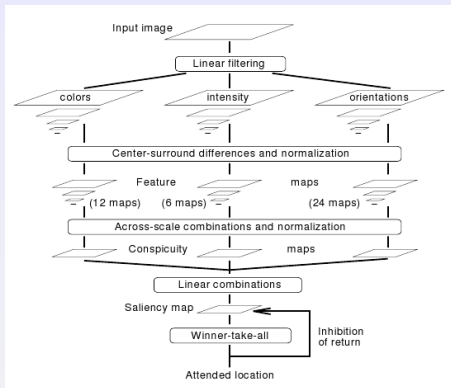 Input image
Linear filtering
colors intensity orientations
Center-surround differences and normalization
Feature maps
(12 maps) (6 maps) (24 maps)
Across-scale combinations and normalization
Conspicuity maps
Linear combinations
Saliency map
Winner-take-all
Inhibition
of return
Attended location